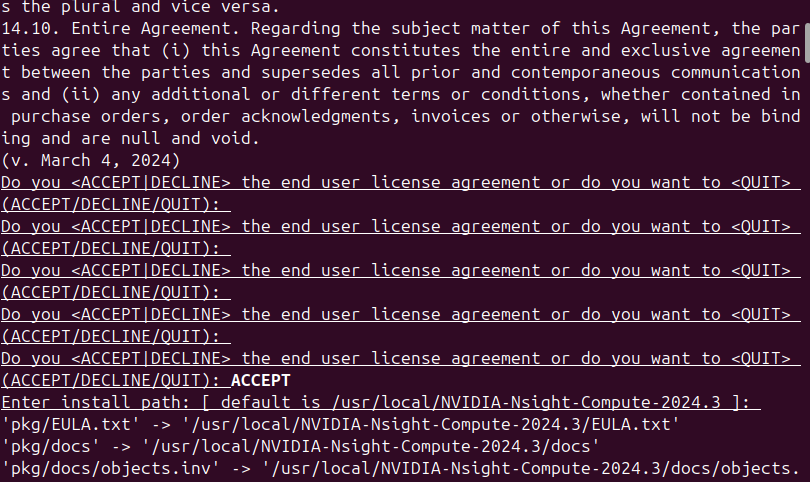 s the plural and vice versa.
14.10. Entire Agreement. Regarding the subject matter of this Agreement, the par
ties agree that (i) this Agreement constitutes the entire and exclusive agreemen
t between the parties and supersedes all prior and contemporaneous communication
s and (ii) any additional or different terms or conditions, whether contained in
 purchase orders, order acknowledgments, invoices or otherwise, will not be bind
ing and are null and void.
(v. March 4, 2024)
Do you <ACCEPT|DECLINE> the end user license agreement or do you want to <QUIT>
(ACCEPT/DECLINE/QUIT):
Do you <ACCEPT|DECLINE> the end user license agreement or do you want to <QUIT>
(ACCEPT/DECLINE/QUIT):
Do you <ACCEPT|DECLINE> the end user license agreement or do you want to <QUIT>
(ACCEPT/DECLINE/QUIT):
Do you <ACCEPT|DECLINE> the end user license agreement or do you want to <QUIT>
(ACCEPT/DECLINE/QUIT):
Do you <ACCEPT|DECLINE> the end user license agreement or do you want to <QUIT>
(ACCEPT/DECLINE/QUIT): ACCEPT
Enter install path: [ default is /usr/local/NVIDIA-Nsight-Compute-2024.3 ]:
'pkg/EULA.txt' -> '/usr/local/NVIDIA-Nsight-Compute-2024.3/EULA.txt'
'pkg/docs' -> '/usr/local/NVIDIA-Nsight-Compute-2024.3/docs'
'pkg/docs/objects.inv' -> '/usr/local/NVIDIA-Nsight-Compute-2024.3/docs/objects.